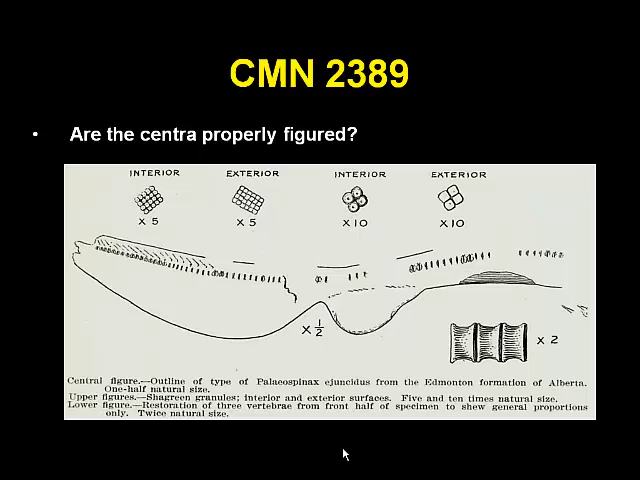 CMN 2389
• Are the centra properly figured?
INTERIOR EXTERIOR INTERIOR EXTERIOR
X 5 X 5 X10 X10
X ½
X 2
Central figure.—Outline of type of Palaeospinax ejuncidus from the Edmonton formation of Alberta.
One-half natural size.
Upper figures.—Shagreen granules; interior and exterior surfaces. Five and ten times natural size.
Lower figure.—Restoration of three vertebrae from front half of specimen to shew general proportions
only. Twice natural size.